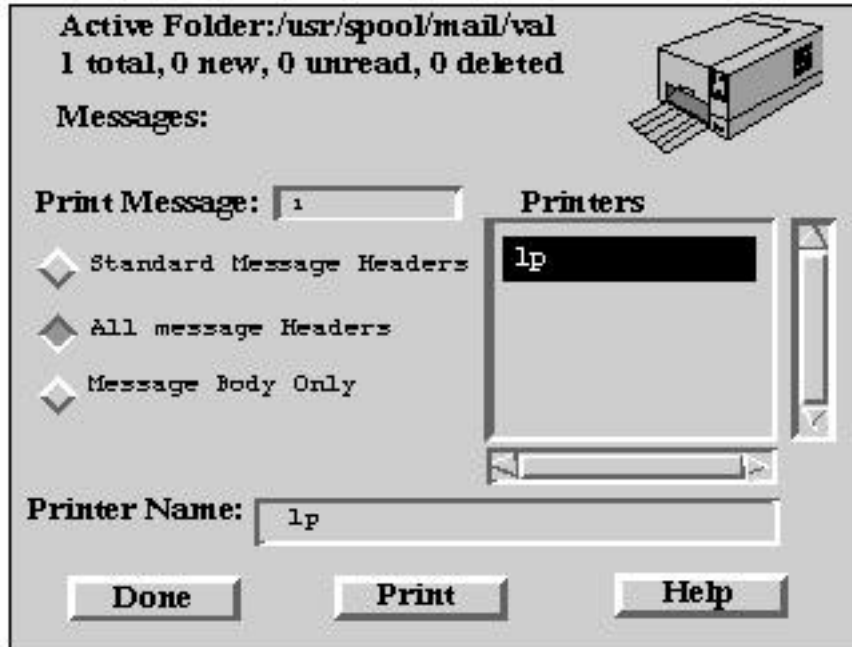 Active Folder:/usr/spool/mail/val
1 total, 0 new, 0 unread, 0 deleted
Messages:
Print Message: 1
Printers
lp
Standard Message Headers
All message Headers
Message Body Only
Printer Name: lp
Done
Print
Help